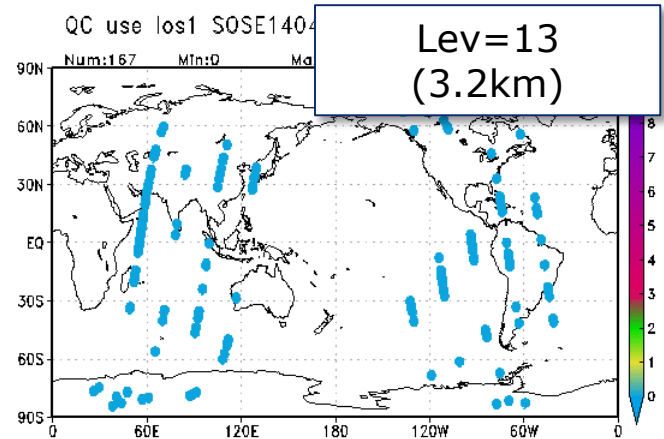 QC use los1 SOSE1404
Lev=13
(3.2km)
Num:167 Min:0 Ma
90N
60N
30N
EQ
30S
60S
90S
0 60E 120E 180 120W 60W 0
8
7
6
5
4
3
2
1
0